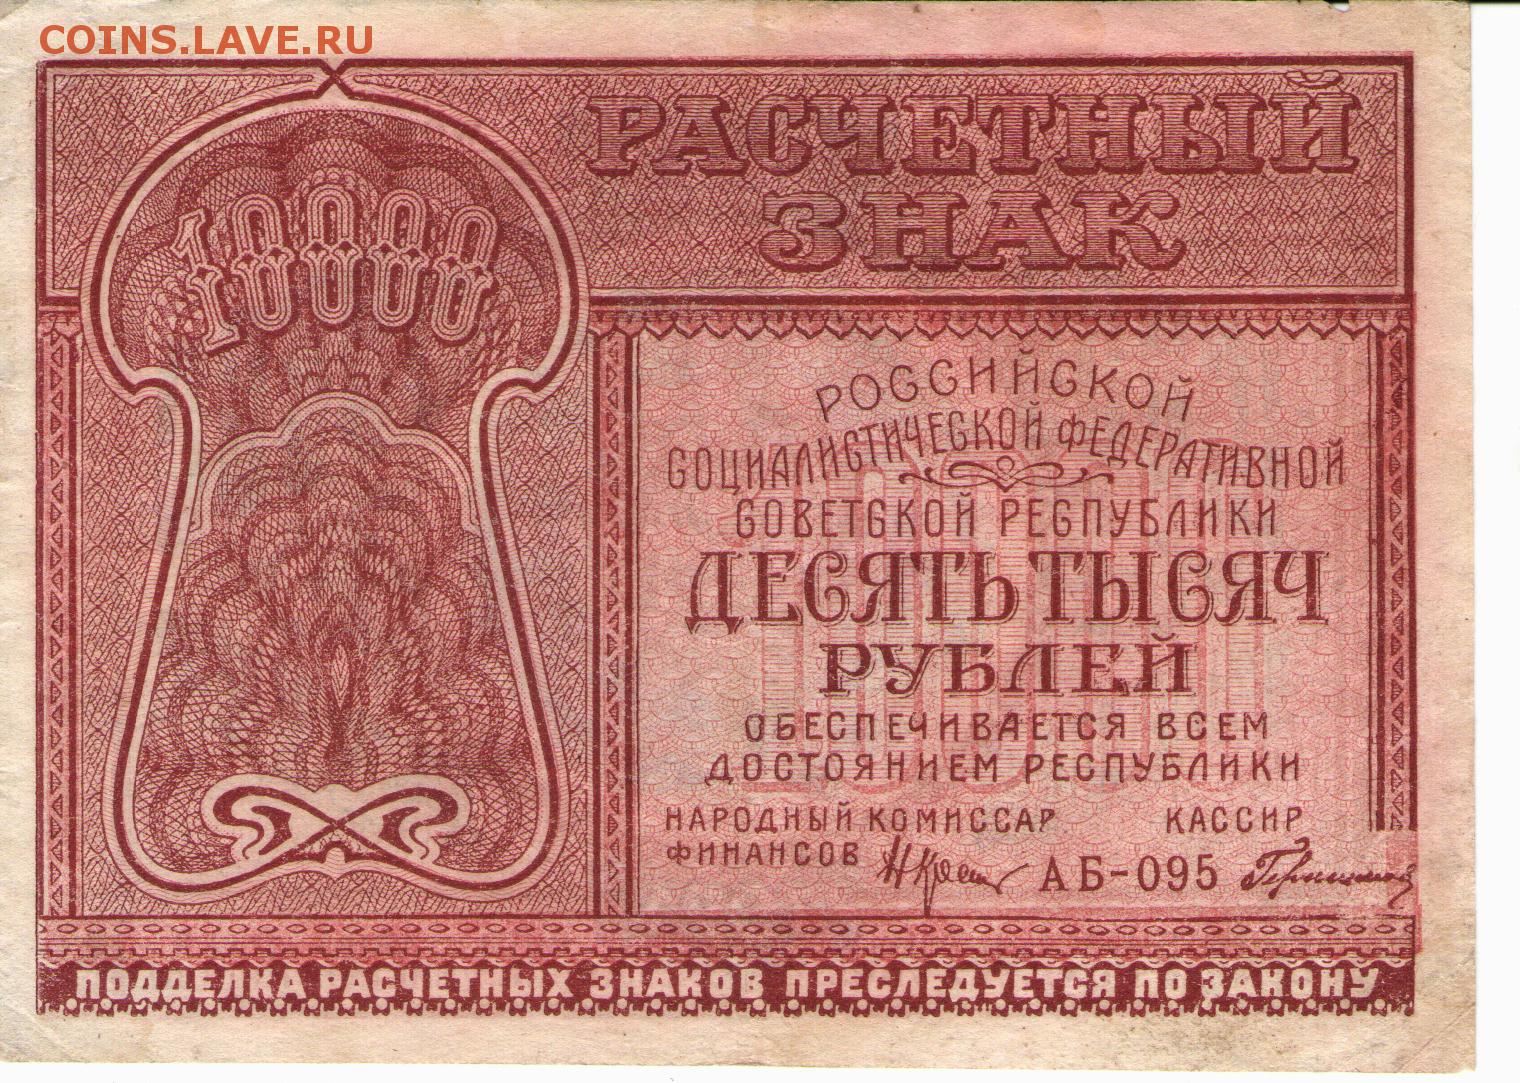 COINS.LAVE.RU
РАСЧЕТНЫЙ
ЗНАК
10000
10000
РОССИЙСКОЙ
СОЦИАЛИСТИЧЕСКОЙ ФЕДЕРАТИВНОЙ
СОВЕТСКОЙ РЕСПУБЛИКИ
ДЕСЯТЬ ТЫСЯЧ
РУБЛЕЙ
ОБЕСПЕЧИВАЕТСЯ ВСЕМ
ДОСТОЯНИЕМ РЕСПУБЛИКИ
НАРОДНЫЙ КОМИССАР КАССИР
ФИНАНСОВ АБ-095
ПОДДЕЛКА РАСЧЕТНЫХ ЗНАКОВ ПРЕСЛЕДУЕТСЯ ПО ЗАКОНУ